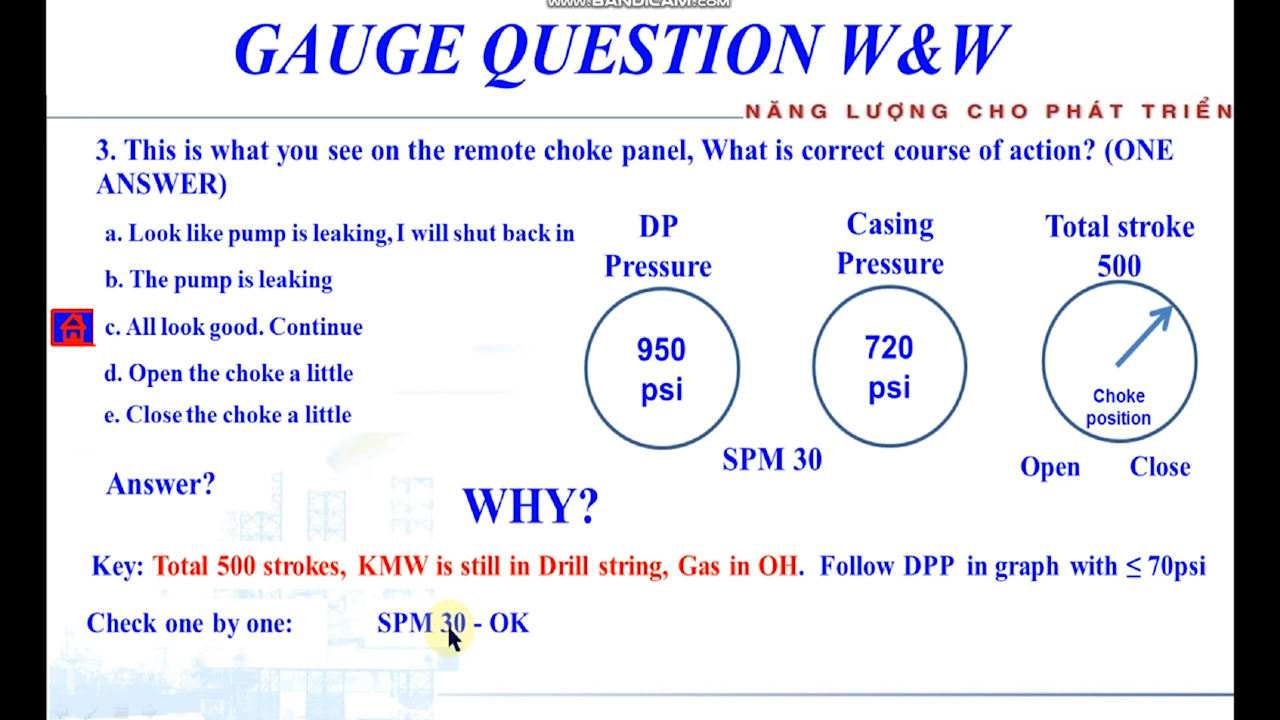 www.BANDICAM.com
GAUGE QUESTION W&W
NĂNG LƯỢNG CHO PHÁT TRIỂN
3. This is what you see on the remote choke panel, What is correct course of action? (ONE
ANSWER)
a. Look like pump is leaking, I will shut back in
b. The pump is leaking
c. All look good. Continue
d. Open the choke a little
e. Close the choke a little
DP
Pressure
950
psi
Casing
Pressure
720
psi
SPM 30
Total stroke
500
Choke
position
Open Close
Answer?
WHY?
Key: Total 500 strokes, KMW is still in Drill string, Gas in OH. Follow DPP in graph with ≤ 70psi
Check one by one: SPM 30 - OK